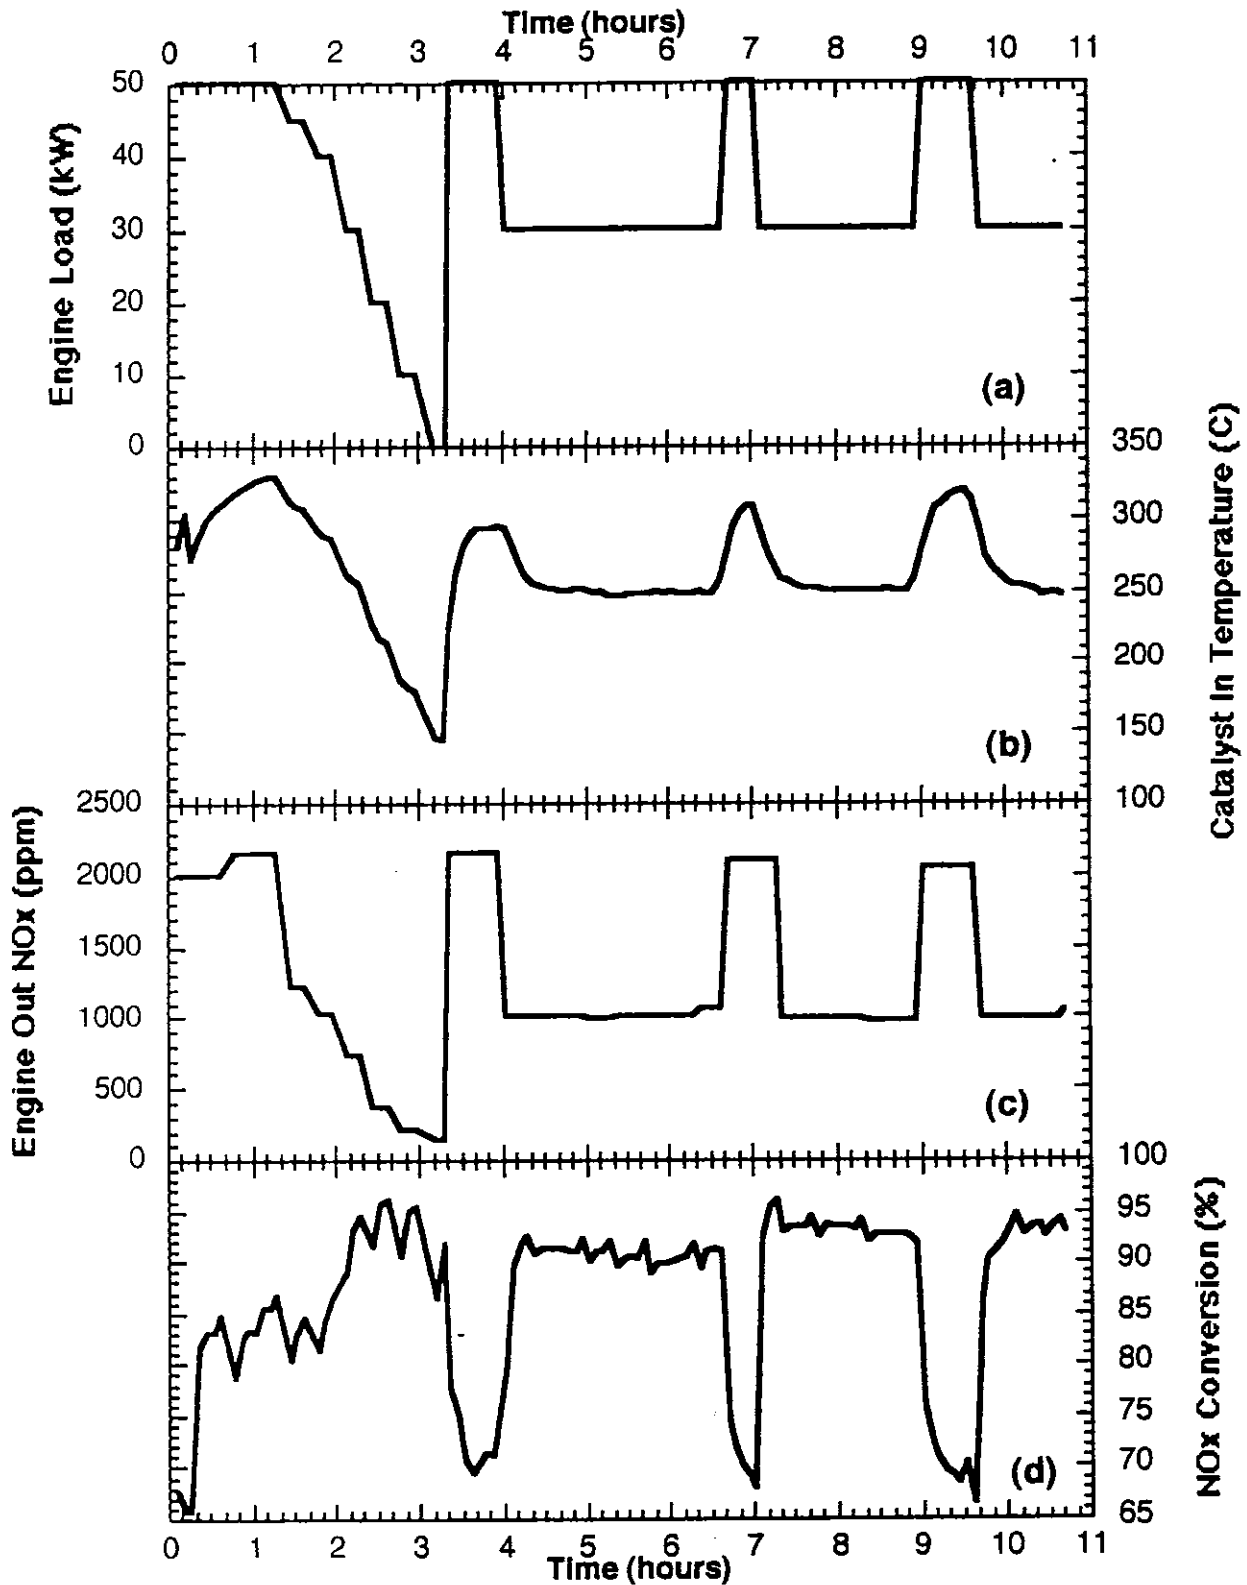 Time (hours)
0 1 2 3 4 5 6 7 8 9 10 11
Engine Load (kW)
50
40
30
20
10
0
(a)
Catalyst In Temperature (C)
350
300
250
200
150
100
(b)
Engine Out NOx (ppm)
2500
2000
1500
1000
500
0
(c)
NOx Conversion (%)
100
95
90
85
80
75
70
65
(d)
0 1 2 3 4 5 6 7 8 9 10 11
Time (hours)